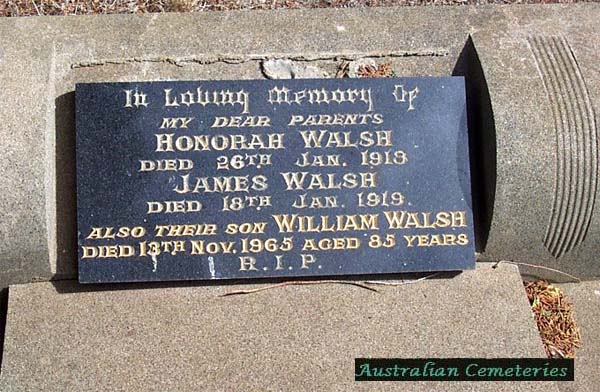 In Loving Memory Of
MY DEAR PARENTS
HONORAH WALSH
DIED 26TH JAN. 1913
JAMES WALSH
DIED 18TH JAN. 1919.
ALSO THEIR SON WILLIAM WALSH
DIED 13TH NOV. 1965 AGED 85 YEARS
R.I.P.
Australian Cemeteries